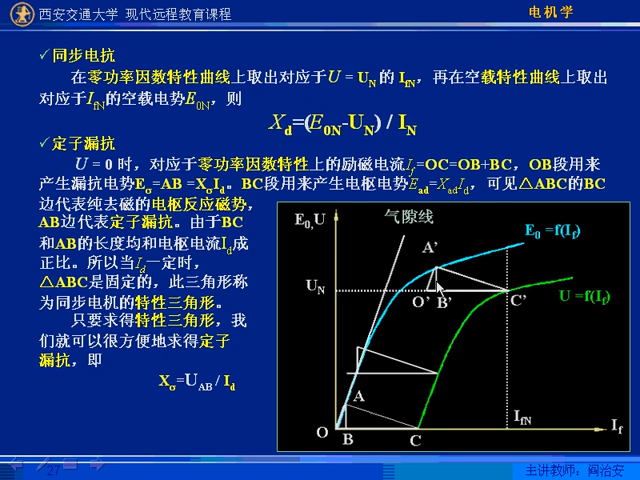 西安交通大学 现代远程教育课程
电机学
✓同步电抗
在零功率因数特性曲线上取出对应于U = UN 的 IfN，再在空载特性曲线上取出
对应于IfN的空载电势E0N，则
Xd=(E0N-UN) / IN
✓定子漏抗
U = 0 时，对应于零功率因数特性上的励磁电流If=OC=OB+BC，OB段用来
产生漏抗电势Eσ=AB =XσId。BC段用来产生电枢电势Ead=XadId，可见△ABC的BC
边代表纯去磁的电枢反应磁势，
AB边代表定子漏抗。由于BC
和AB的长度均和电枢电流Id成
正比。所以当Id一定时，
△ABC是固定的，此三角形称
为同步电机的特性三角形。
只要求得特性三角形，我
们就可以很方便地求得定子
漏抗，即
Xσ=UAB / Id
E0,U
气隙线
E0 =f(If)
A’
UN
O’
B’
C’
U =f(If)
A
IfN
If
O
B
C
27
主讲教师：阎治安